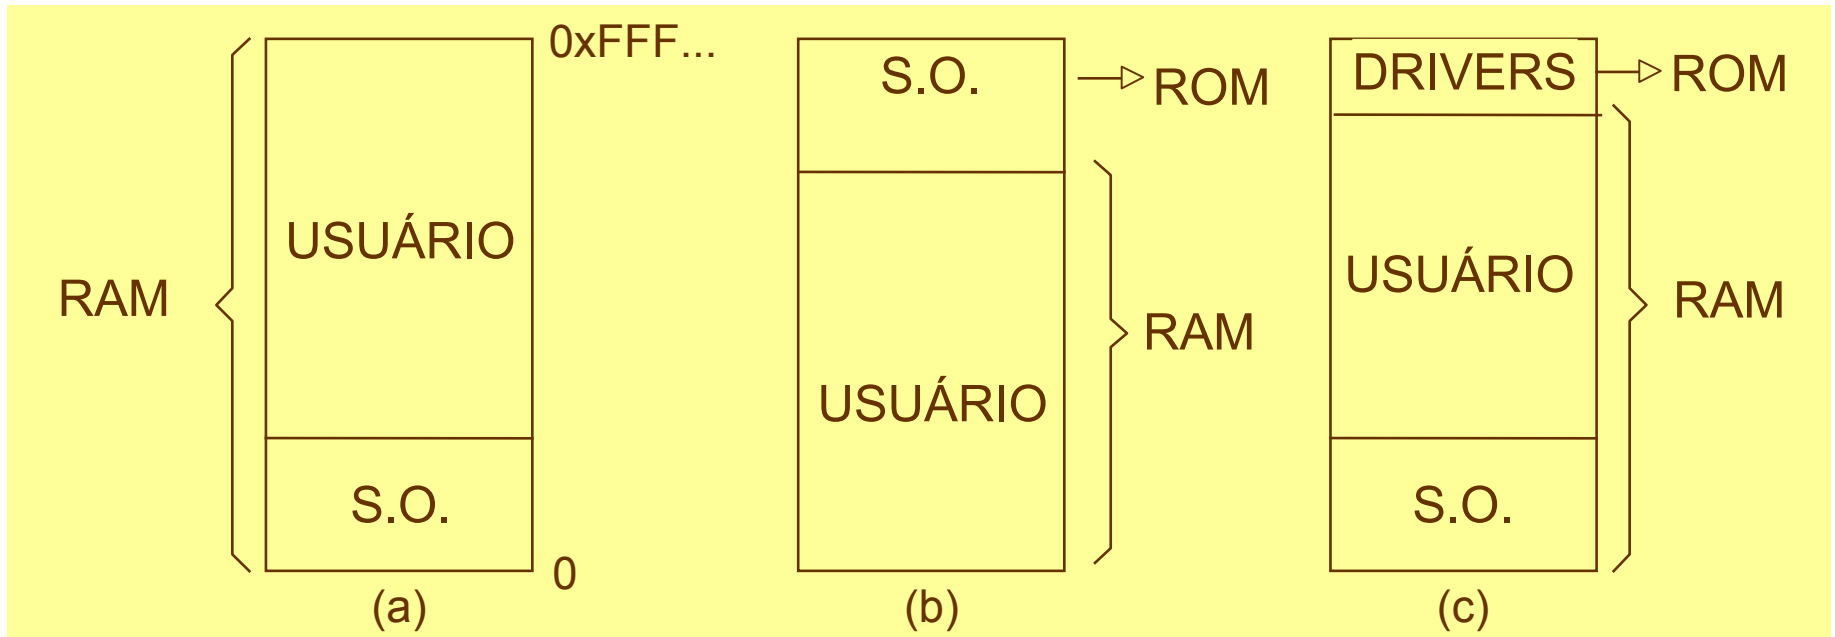 0xFFF...
USUÁRIO
RAM
S.O.
0
(a)
S.O.
ROM
USUÁRIO
RAM
(b)
DRIVERS
ROM
USUÁRIO
RAM
S.O.
(c)